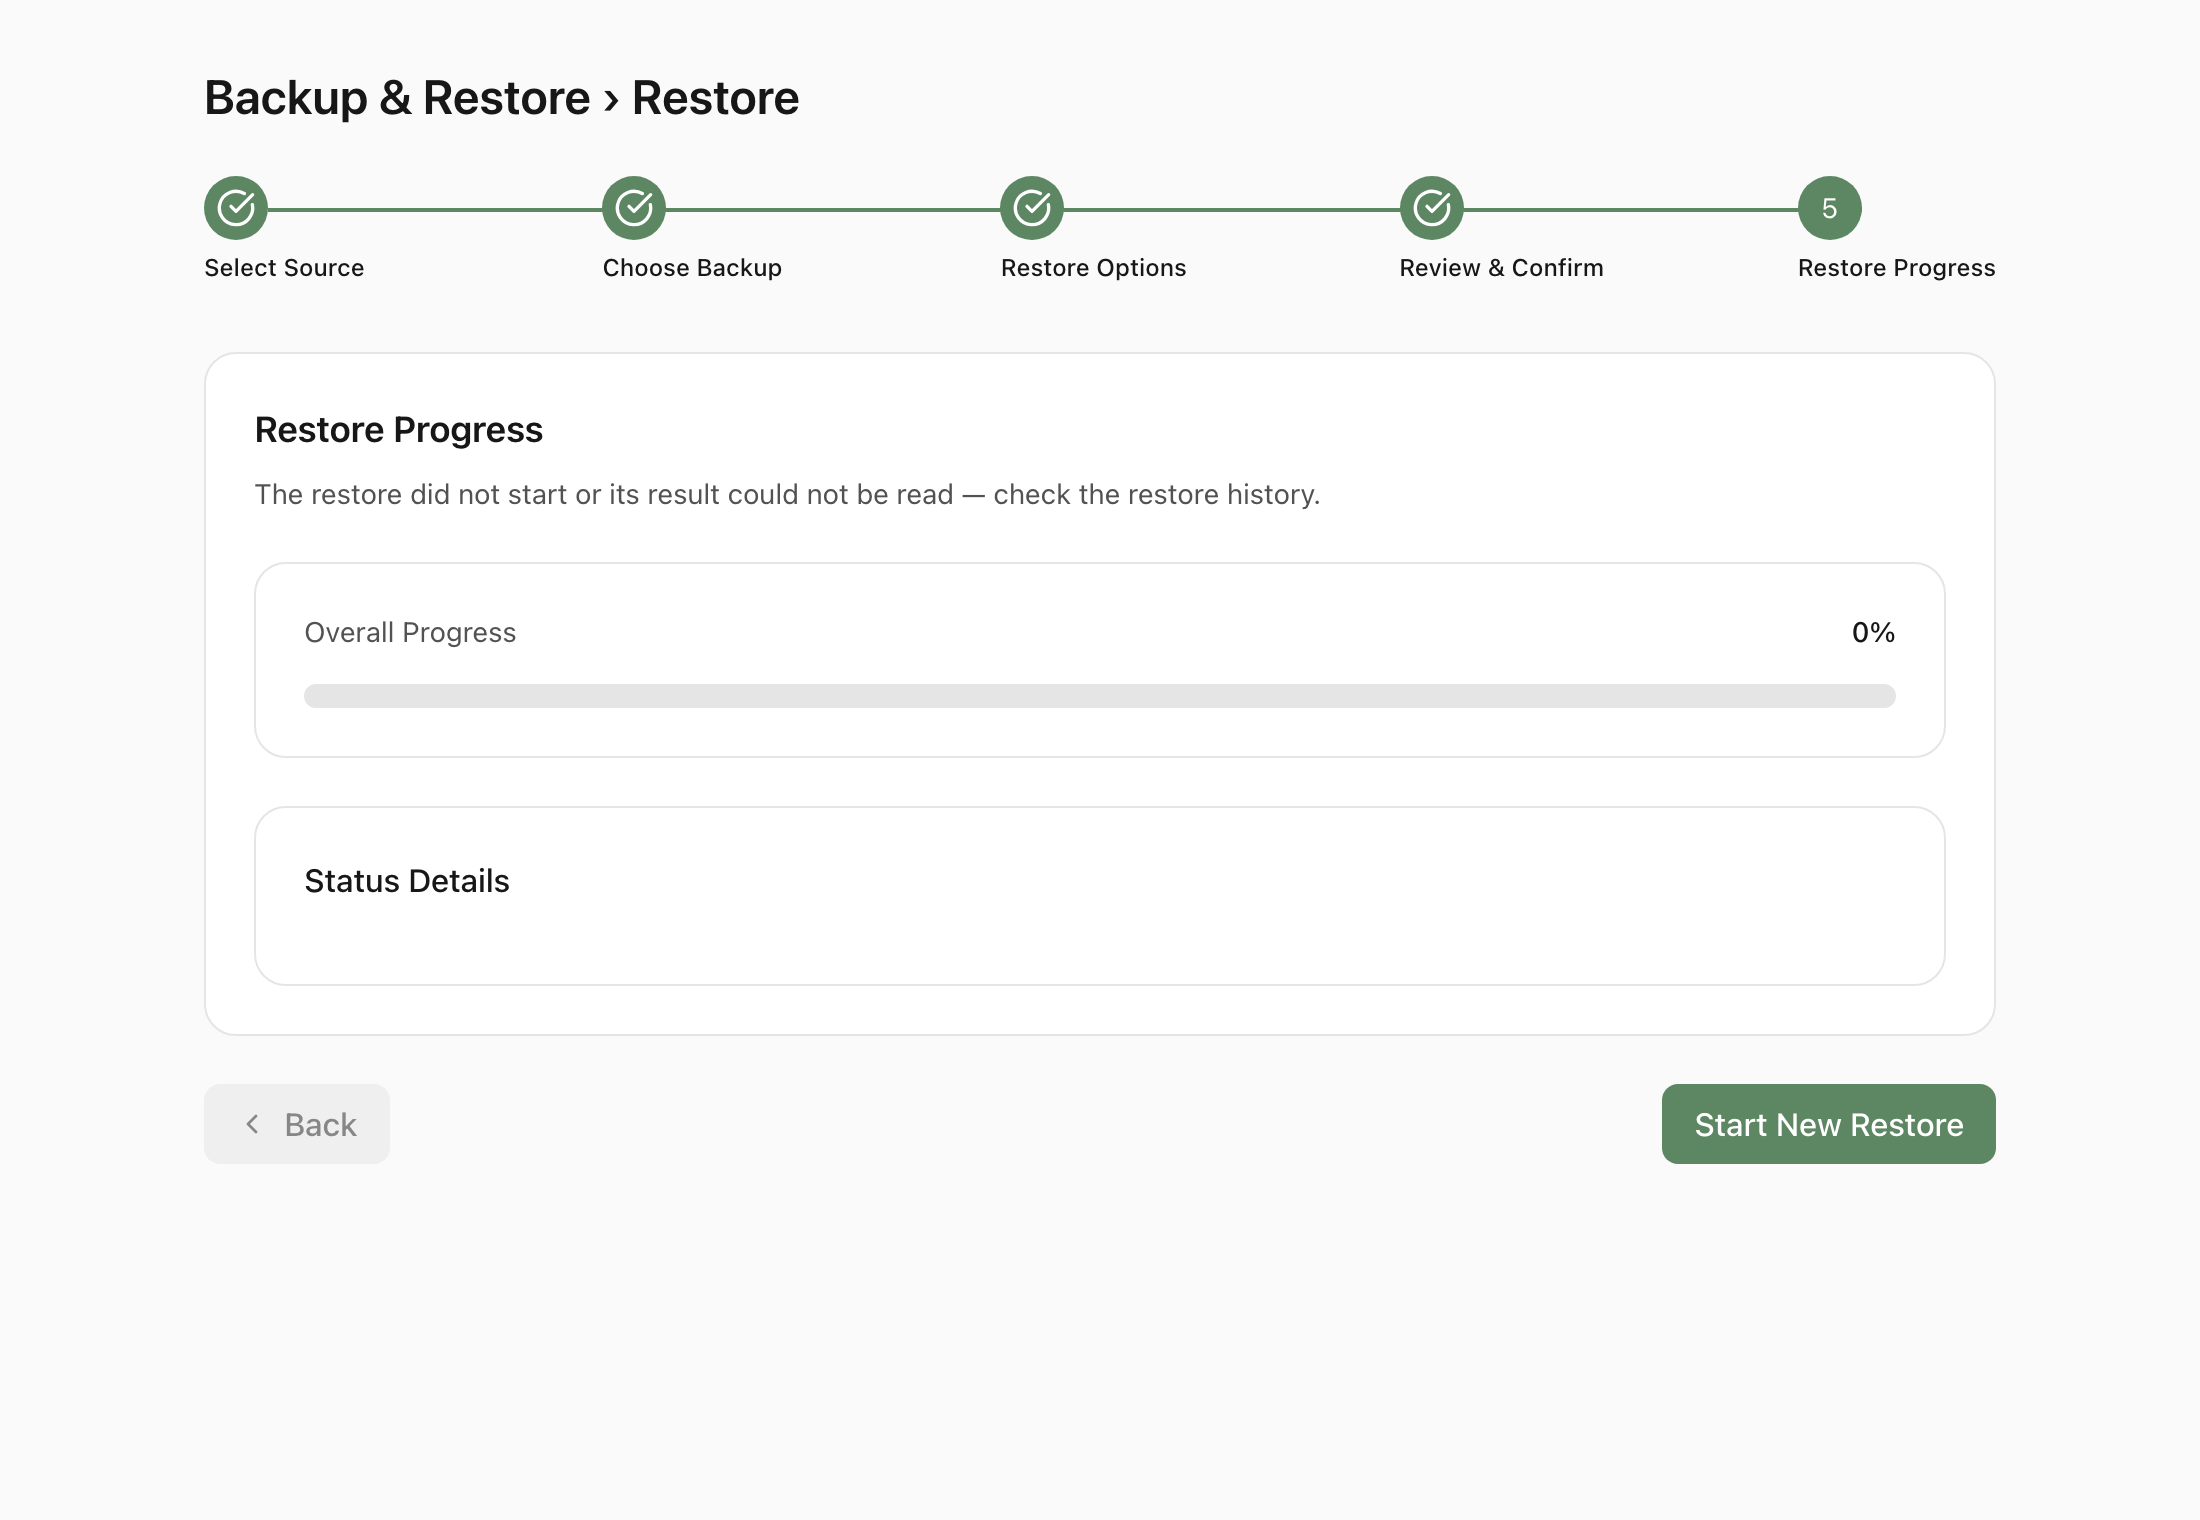 Backup & Restore › Restore
5
Select Source
Choose Backup
Restore Options
Review & Confirm
Restore Progress
Restore Progress
The restore did not start or its result could not be read — check the restore history.
Overall Progress
0%
Status Details
Back
Start New Restore